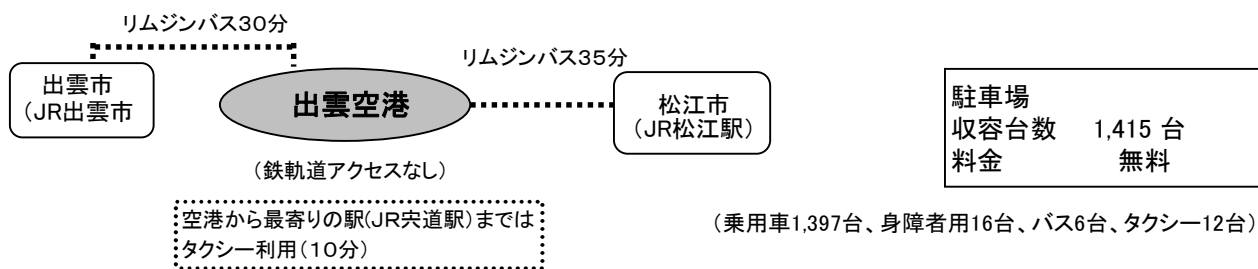 リムジンバス30分
リムジンバス35分
出雲市
(JR出雲市
出雲空港
松江市
(JR松江駅)
(鉄軌道アクセスなし)
空港から最寄りの駅(JR宍道駅)までは
タクシー利用(10分)
駐車場
収容台数 1,415 台
料金 無料
(乗用車1,397台、身障者用16台、バス6台、タクシー12台)